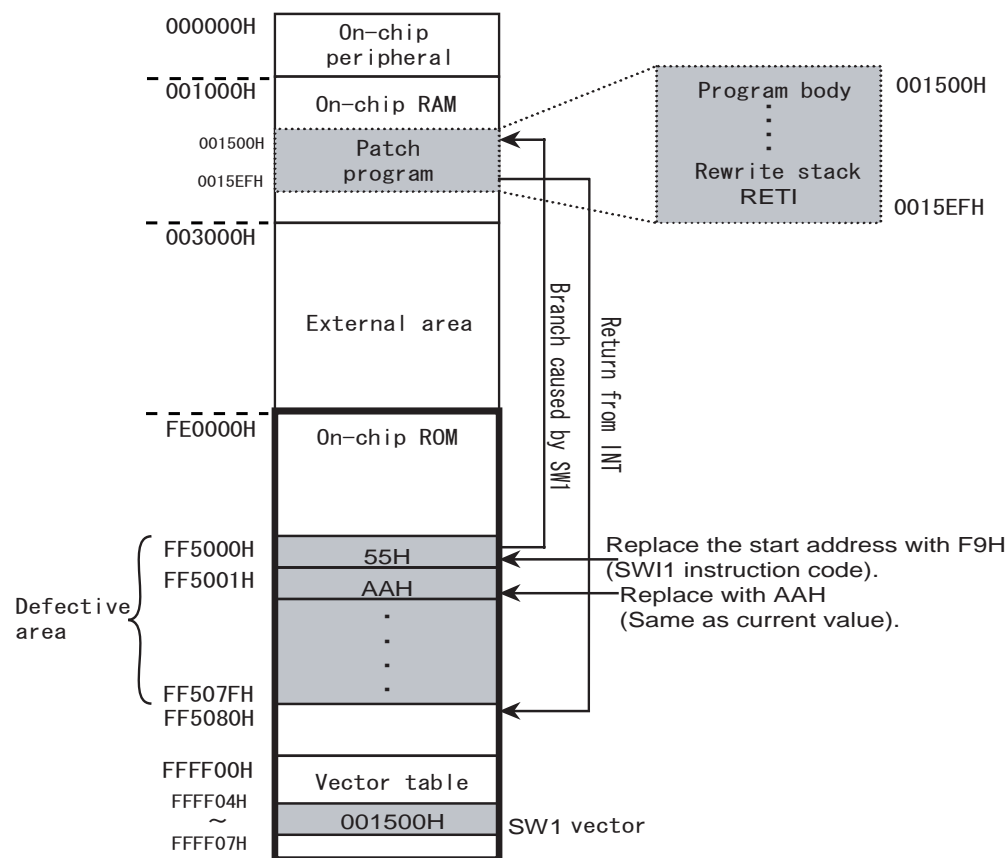 000000H
On-chip
peripheral
001000H
On-chip RAM
001500H
Patch
program
0015EFH
Program body
001500H
Rewrite stack
RETI
0015EFH
003000H
External area
Branch caused by SW1
Return from INT
FE0000H
On-chip ROM
Defective
area
FF5000H
55H
Replace the start address with F9H
(SWI1 instruction code).
FF5001H
AAH
Replace with AAH
(Same as current value).
FF507FH
FF5080H
FFFF00H
Vector table
FFFF04H
～
FFFF07H
001500H
SW1 vector